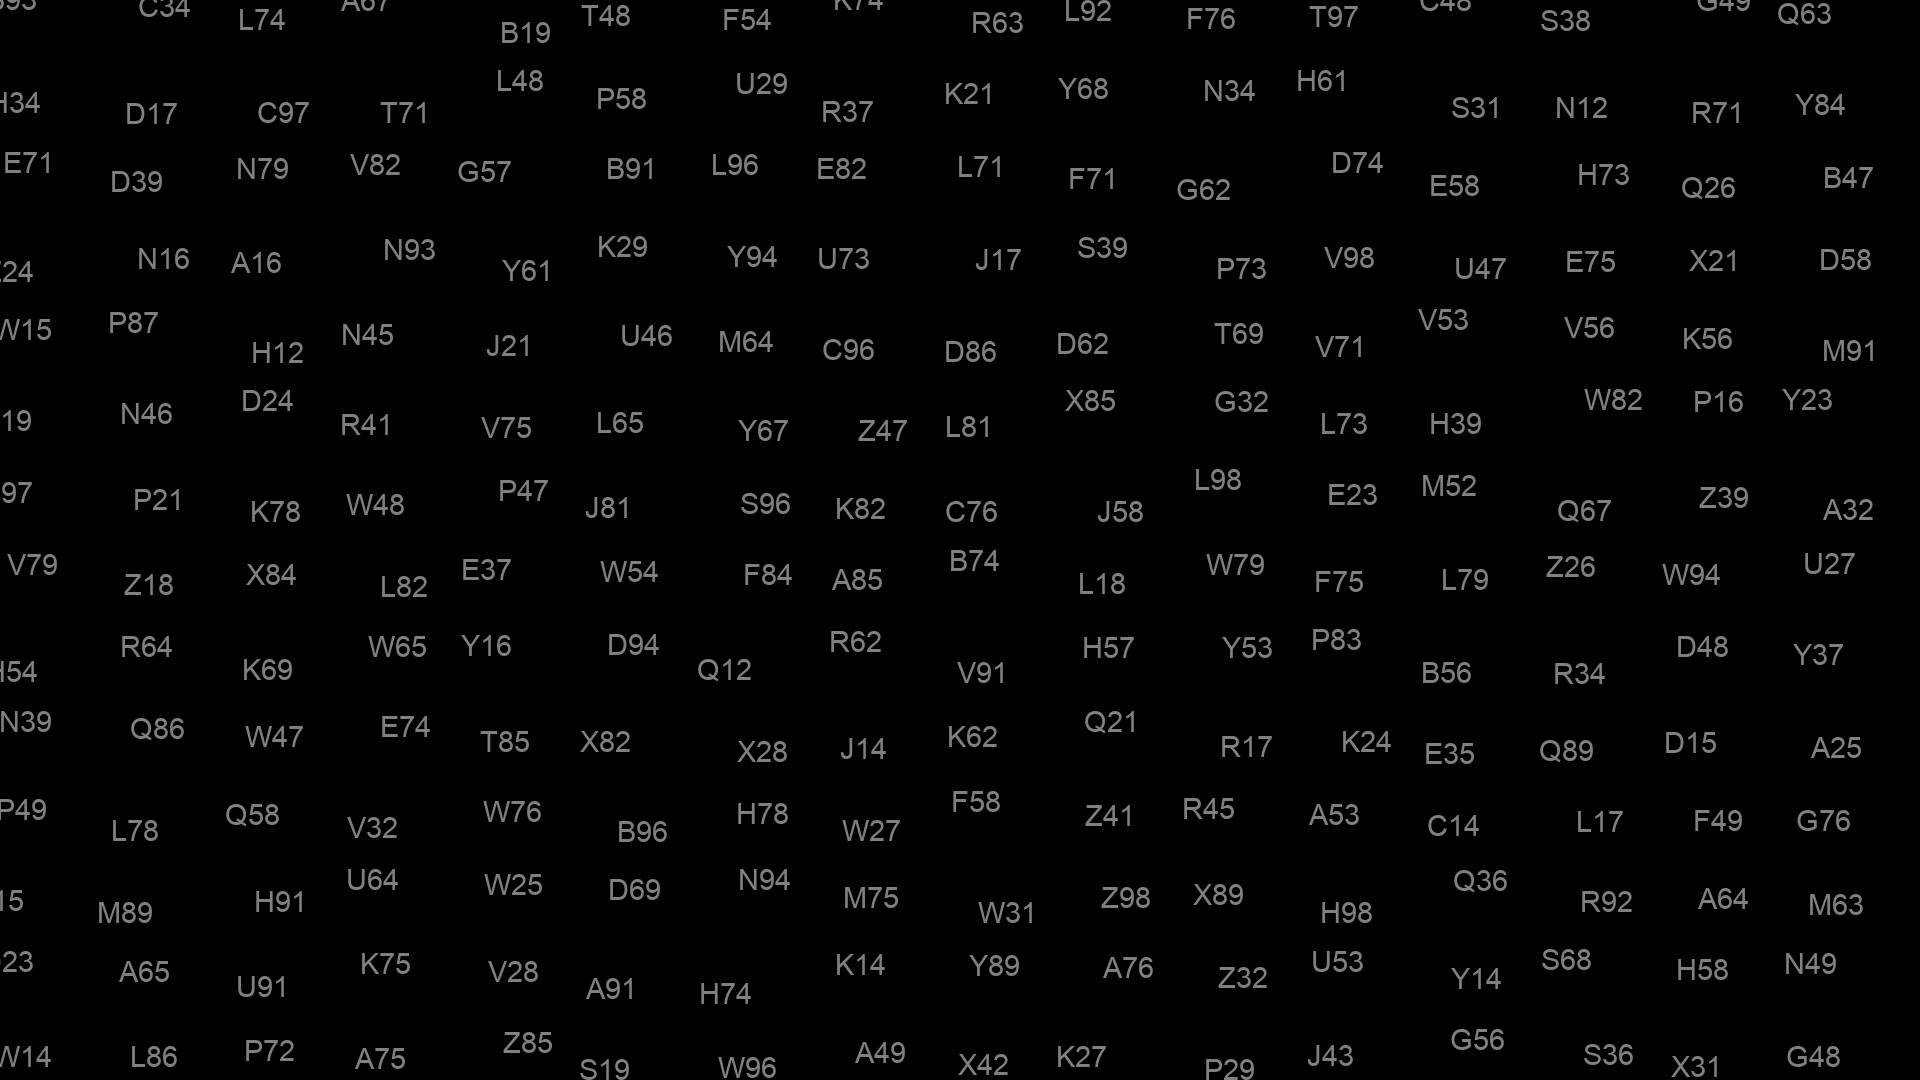 C34 L74 A67 B19 T48 F54 K74 R63 L92 F76 T97 C48 S38 G49 Q63
H34 D17 C97 T71 L48 P58 U29 R37 K21 Y68 N34 H61 S31 N12 R71 Y84
E71 D39 N79 V82 G57 B91 L96 E82 L71 F71 G62 D74 E58 H73 Q26 B47
24 N16 A16 N93 Y61 K29 Y94 U73 J17 S39 P73 V98 U47 E75 X21 D58
W15 P87 H12 N45 J21 U46 M64 C96 D86 D62 T69 V71 V53 V56 K56 M91
19 N46 D24 R41 V75 L65 Y67 Z47 L81 X85 G32 L73 H39 W82 P16 Y23
97 P21 K78 W48 P47 J81 S96 K82 C76 J58 L98 E23 M52 Q67 Z39 A32
V79 Z18 X84 L82 E37 W54 F84 A85 B74 L18 W79 F75 L79 Z26 W94 U27
H54 R64 K69 W65 Y16 D94 Q12 R62 V91 H57 Y53 P83 B56 R34 D48 Y37
N39 Q86 W47 E74 T85 X82 X28 J14 K62 Q21 R17 K24 E35 Q89 D15 A25
P49 L78 Q58 V32 W76 B96 H78 W27 F58 Z41 R45 A53 C14 L17 F49 G76
15 M89 H91 U64 W25 D69 N94 M75 W31 Z98 X89 H98 Q36 R92 A64 M63
23 A65 U91 K75 V28 A91 H74 K14 Y89 A76 Z32 U53 Y14 S68 H58 N49
W14 L86 P72 A75 Z85 S19 W96 A49 X42 K27 P29 J43 G56 S36 X31 G48